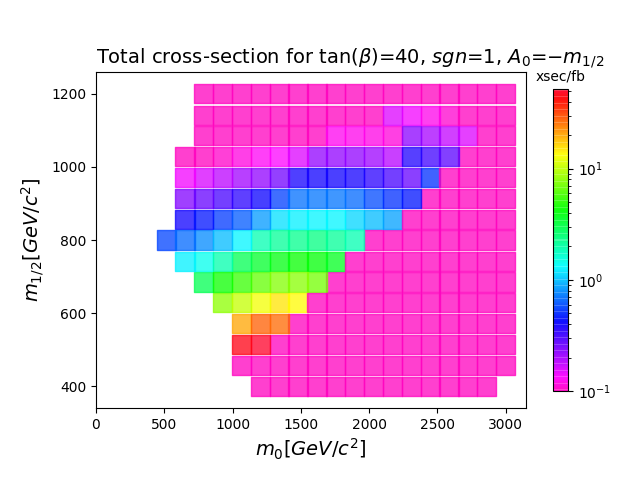 Total cross-section for tan(β)=40, sgn=1, A₀=−m₁/₂
xsec/fb
m₁/₂[GeV/c²]
1200
1000
800
600
400
10¹
10⁰
10⁻¹
0 500 1000 1500 2000 2500 3000
m₀[GeV/c²]